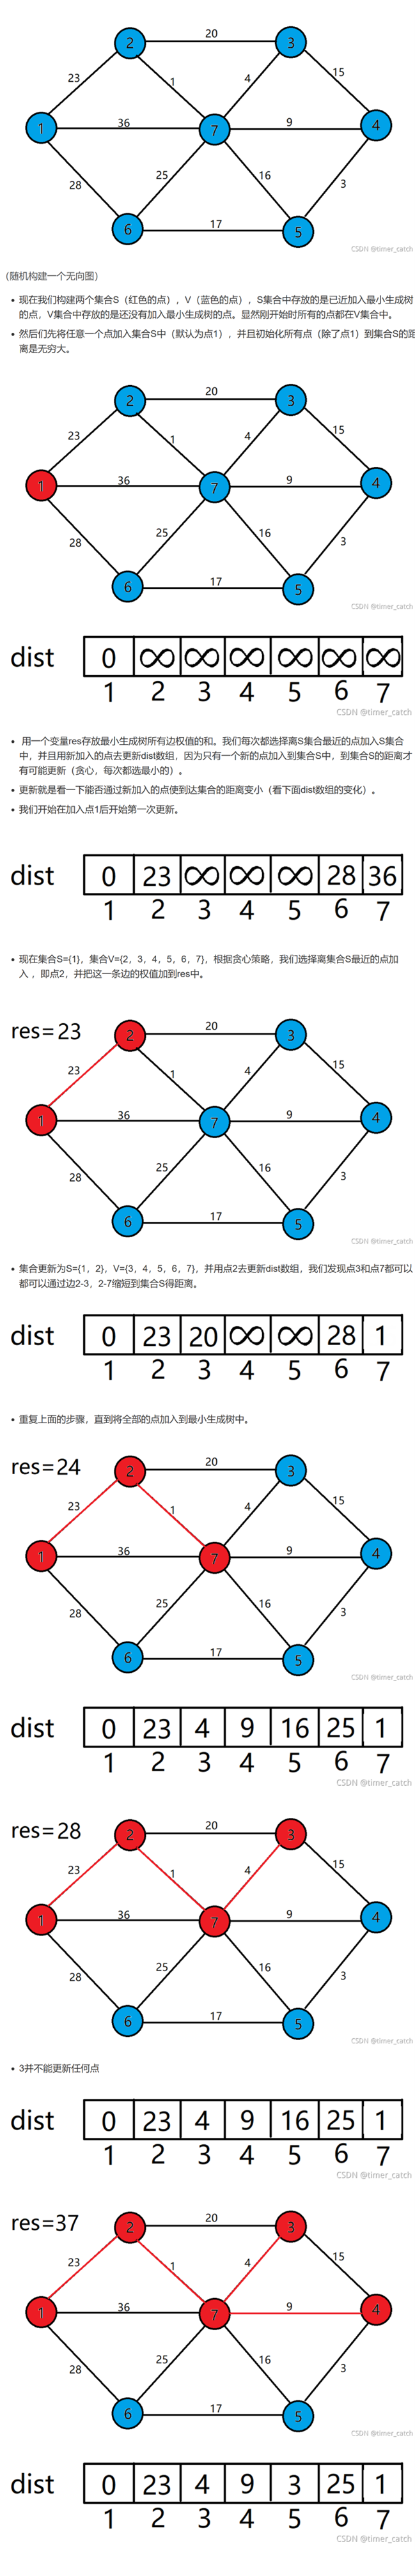 20
2
3
23
1
4
15
1
36
7
9
4
28
25
16
3
6
17
5
CSDN @timer_catch
（随机构建一个无向图）
现在我们构建两个集合S（红色的点），V（蓝色的点），S集合中存放的是已近加入最小生成树
的点，V集合中存放的是还没有加入最小生成树的点。显然刚开始时所有的点都在V集合中。
然后们先将任意一个点加入集合S中（默认为点1），并且初始化所有点（除了点1）到集合S的距
离是无穷大。
20
2
3
23
1
4
15
1
36
7
9
4
28
25
16
3
6
17
5
CSDN @timer_catch
dist 0 ∞ ∞ ∞ ∞ ∞ ∞
1 2 3 4 5 6 7
CSDN @timer_catch
用一个变量res存放最小生成树所有边权值的和。我们每次都选择离S集合最近的点加入S集合
中，并且用新加入的点去更新dist数组，因为只有一个新的点加入到集合S中，到集合S的距离才
有可能更新（贪心，每次都选最小的）。
更新就是看一下能否通过新加入的点使到达集合的距离变小（看下面dist数组的变化）。
我们开始在加入点1后开始第一次更新。
dist 0 23 ∞ ∞ ∞ 28 36
1 2 3 4 5 6 7
现在集合S={1}，集合V={2，3，4，5，6，7}，根据贪心策略，我们选择离集合S最近的点加
入 ，即点2，并把这一条边的权值加到res中。
res=23
20
2
3
23
1
4
15
1
36
7
9
4
28
25
16
3
6
17
5
CSDN @timer_catch
集合更新为S={1，2}，V={3，4，5，6，7}，并用点2去更新dist数组，我们发现点3和点7都可以
都可以通过边2-3，2-7缩短到集合S得距离。
dist 0 23 20 ∞ ∞ 28 1
1 2 3 4 5 6 7
重复上面的步骤，直到将全部的点加入到最小生成树中。
res=24
20
2
3
23
1
4
15
1
36
7
9
4
28
25
16
3
6
17
5
CSDN @timer_catch
dist 0 23 4 9 16 25 1
1 2 3 4 5 6 7
CSDN @timer_catch
res=28
20
2
3
23
1
4
15
1
36
7
9
4
28
25
16
3
6
17
5
CSDN @timer_catch
3并不能更新任何点
dist 0 23 4 9 16 25 1
1 2 3 4 5 6 7
CSDN @timer_catch
res=37
20
2
3
23
1
4
15
1
36
7
9
4
28
25
16
3
6
17
5
CSDN @timer_catch
dist 0 23 4 9 3 25 1
1 2 3 4 5 6 7
CSDN @timer_catch